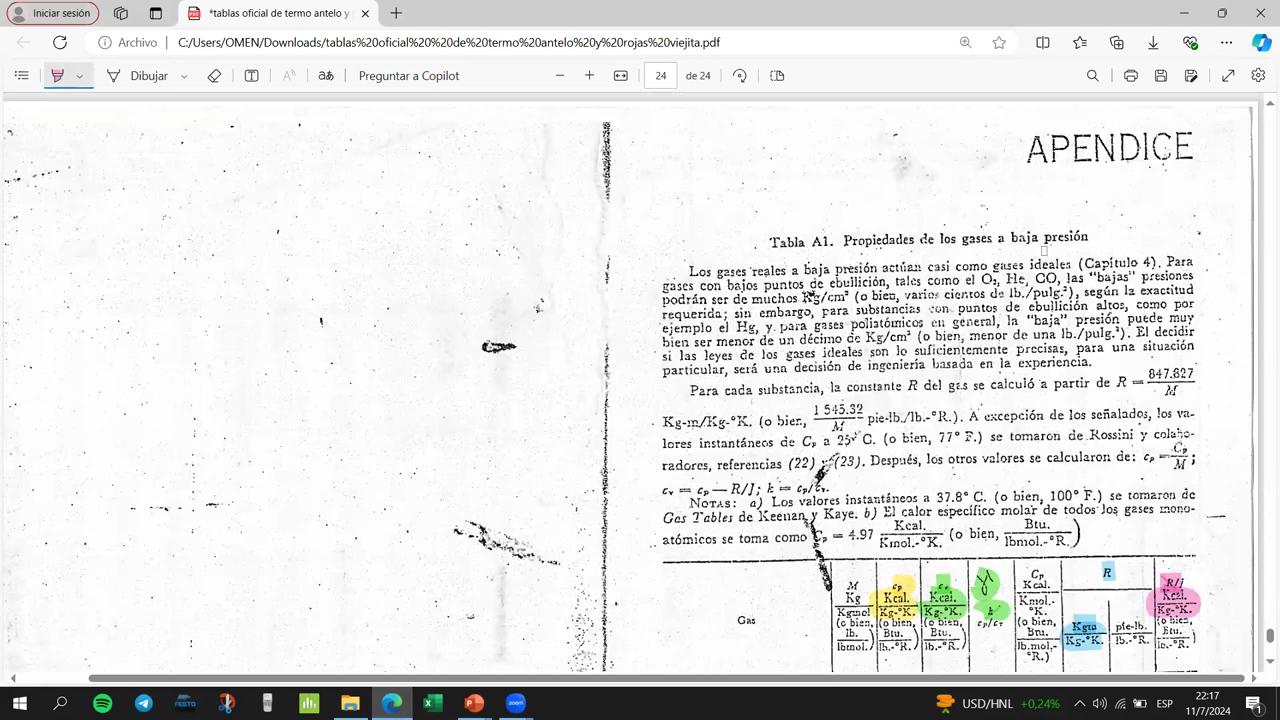 Iniciar sesión
*tablas oficial de termo antelo y
Archivo
C:/Users/OMEN/Downloads/tablas%20oficial%20%20de%20termo%20antelo%20y%20rojas%20viejita.pdf
Dibujar
Preguntar a Copilot
24
de 24
APENDICE
Tabla A1. Propiedades de los gases a baja presión
Los gases reales a baja presión actúan casi como gases ideales (Capítulo 4). Para
gases con bajos puntos de ebullición, tales como el O₂, He, CO, las "bajas" presiones
podrán ser de muchos Kg/cm² (o bien, varios cientos de lb./pulg.²), según la exactitud
requerida; sin embargo, para substancias con puntos de ebullición altos, como por
ejemplo el Hg, y para gases poliatómicos en general, la "baja" presión puede muy
bien ser menor de un décimo de Kg/cm² (o bien, menor de una lb./pulg.²). El decidir
si las leyes de los gases ideales son lo suficientemente precisas, para una situación
particular, será una decisión de ingeniería basada en la experiencia.
Para cada substancia, la constante R del gas se calculó a partir de R = 847.827/M
Kg-m/Kg-°K. (o bien, 1 545.32/M pie-lb./lb.-°R.). A excepción de los señalados, los va-
lores instantáneos de Cp a 25° C. (o bien, 77° F.) se tomaron de Rossini y colabo-
radores, referencias (22) y (23). Después, los otros valores se calcularon de: cp = Cp/M;
cv = cp — R/J; k = cp/cv.
NOTAS: a) Los valores instantáneos a 37.8° C. (o bien, 100° F.) se tomaron de
Gas Tables de Keenan y Kaye. b) El calor específico molar de todos los gases mono-
atómicos se toma como Cp = 4.97 Kcal./Kmol.-°K. (o bien, Btu./lbmol.-°R.)
Gas
M
Kg
Kgmol
(o bien,
lb.
lbmol.)
cp
Kcal.
Kg-°K.
(o bien,
Btu.
lb.-°R.)
Kcal.
Kg-°K.
(o bien,
Btu.
lb.-°R.)
k
cp/cv
Cp
Kcal.
Kmol.-
°K.
(o bien,
Btu.
lbmol.-
°R.)
R
Kgm
Kg-°K.
pie-lb.
lb.-°R.
R/J
Kcal.
Kg-°K.
(o bien,
Btu.
lb.-°R.)
FESTO
zoom
USD/HNL +0,24%
ESP
22:17
11/7/2024
1